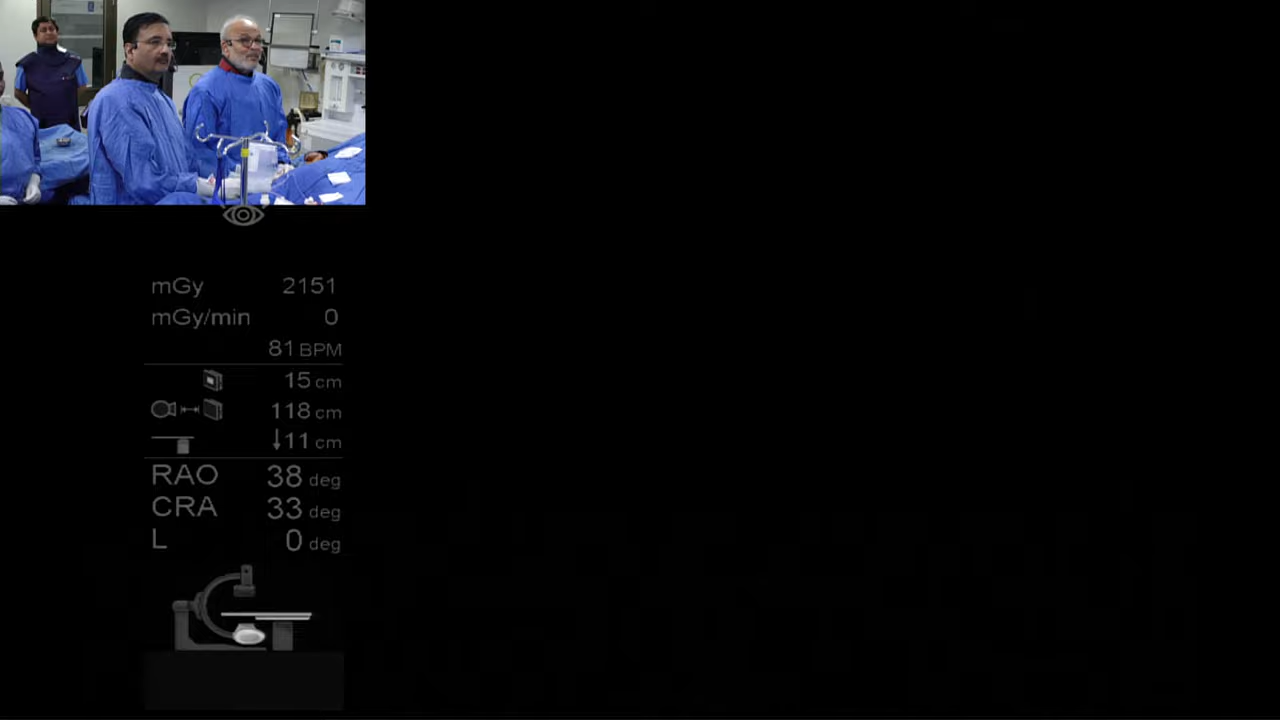 mGy 2151
mGy/min 0
81 BPM
15 cm
118 cm
↓11 cm
RAO 38 deg
CRA 33 deg
L 0 deg